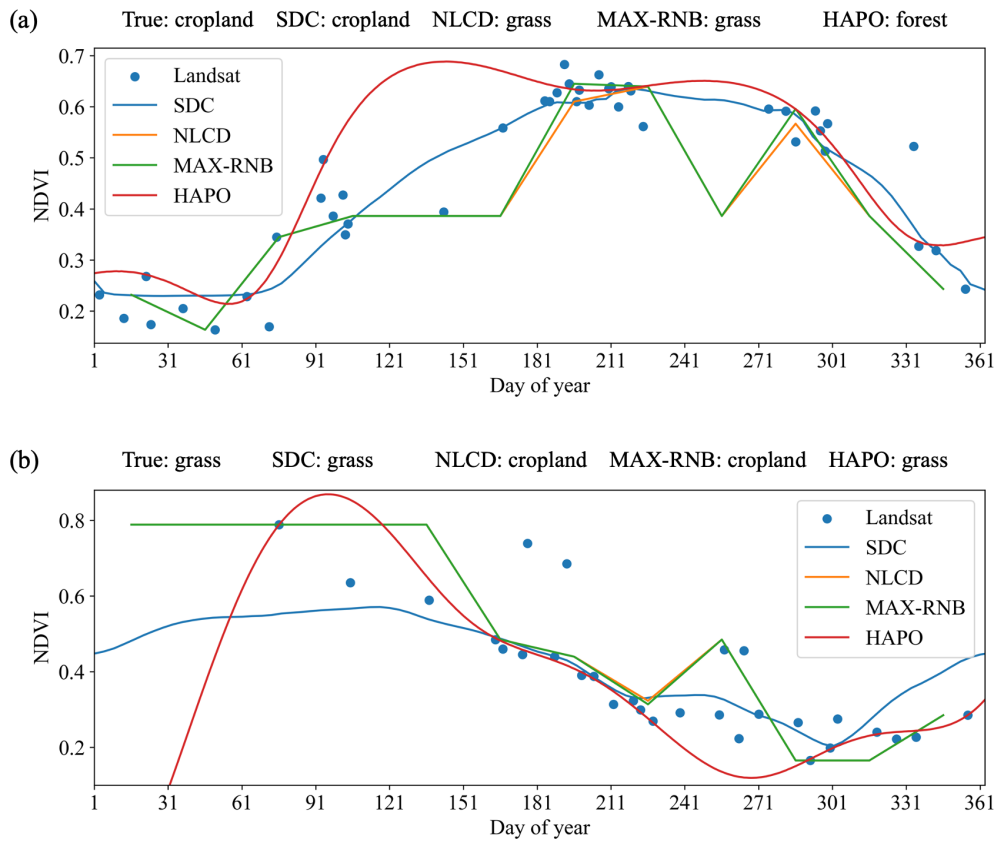 (a) True: cropland SDC: cropland NLCD: grass MAX-RNB: grass HAPO: forest
0.7
0.6
0.5
0.4
0.3
0.2
NDVI
Landsat
SDC
NLCD
MAX-RNB
HAPO
1 31 61 91 121 151 181 211 241 271 301 331 361
Day of year
(b) True: grass SDC: grass NLCD: cropland MAX-RNB: cropland HAPO: grass
0.8
0.6
0.4
0.2
NDVI
Landsat
SDC
NLCD
MAX-RNB
HAPO
1 31 61 91 121 151 181 211 241 271 301 331 361
Day of year